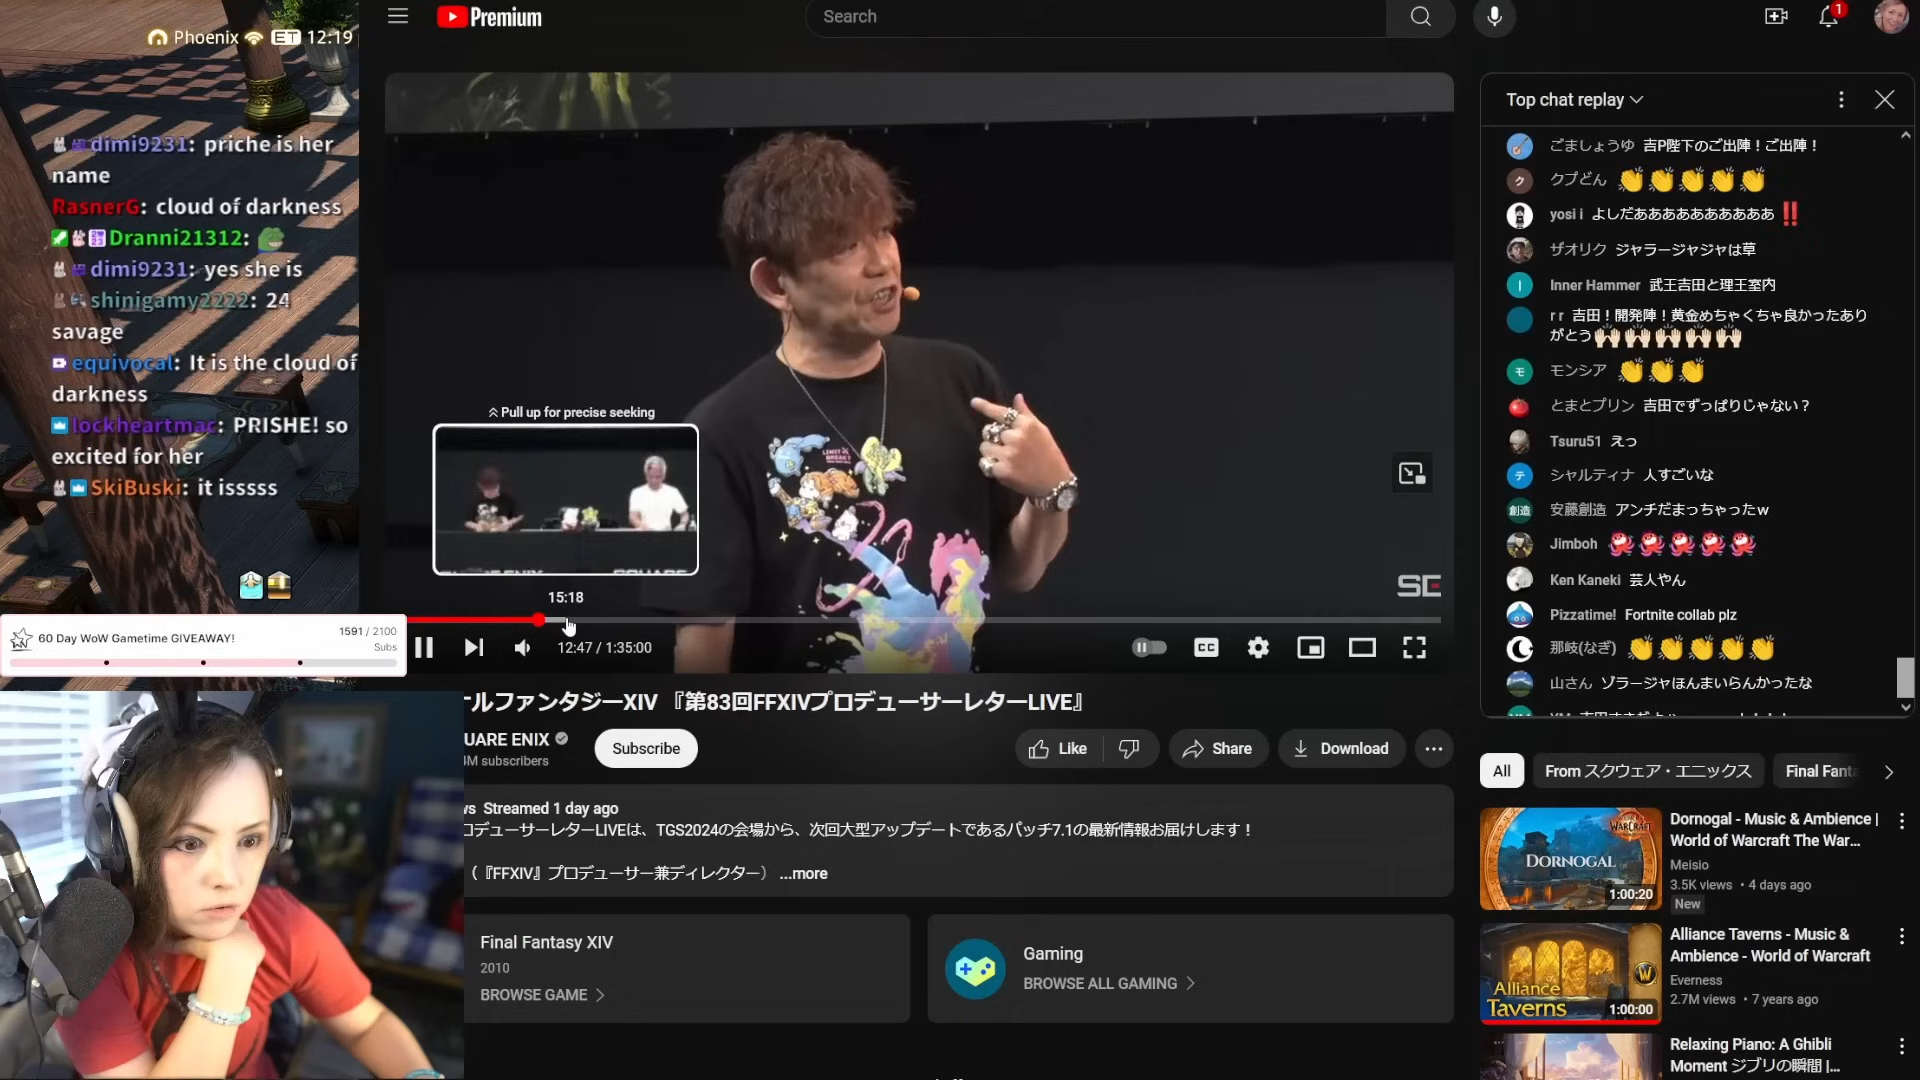 Phoenix ET 12:19
dimi9231: priche is her
name
RasnerG: cloud of darkness
Dranni21312:
dimi9231: yes she is
shinigamy2222: 24
savage
equivocal: It is the cloud of
darkness
lockheartmac: PRISHE! so
excited for her
SkiBuski: it isssss
60 Day WoW Gametime GIVEAWAY!
1591 / 2100
Subs
Premium
Search
1
LIMIT
BREAK
Pull up for precise seeking
15:18
SE
12:47 / 1:35:00
CC
ールファンタジーXIV 『第83回FFXIVプロデューサーレターLIVE』
UARE ENIX
4M subscribers
Subscribe
Like
Share
Download
ws Streamed 1 day ago
ロデューサーレターLIVEは、TGS2024の会場から、次回大型アップデートであるパッチ7.1の最新情報お届けします！
（『FFXIV』プロデューサー兼ディレクター） ...more
Final Fantasy XIV
2010
BROWSE GAME
Gaming
BROWSE ALL GAMING
Top chat replay
ごましょうゆ 吉P陛下のご出陣！ご出陣！
クプどん 👏👏👏👏👏
yosi i よしだああああああああああ‼️
ザオリク ジャラージャジャは草
Inner Hammer 武王吉田と理王室内
r r 吉田！開発陣！黄金めちゃくちゃ良かったあり
がとう🙌🏻🙌🏻🙌🏻🙌🏻🙌🏻
モンシア 👏👏👏
とまとプリン 吉田でずっぱりじゃない？
Tsuru51 えっ
シャルティナ 人すごいな
安藤創造 アンチだまっちゃったw
Jimboh 🐙🐙🐙🐙🐙
Ken Kaneki 芸人やん
Pizzatime! Fortnite collab plz
那岐(なぎ) 👏👏👏👏👏
山さん ゾラージャほんまいらんかったな
All
From スクウェア・エニックス
Final Fanta
WARCRAFT
DORNOGAL
1:00:20
Dornogal - Music & Ambience |
World of Warcraft The War...
Meisio
3.5K views • 4 days ago
New
Alliance
Taverns
1:00:00
Alliance Taverns - Music &
Ambience - World of Warcraft
Everness
2.7M views • 7 years ago
Relaxing Piano: A Ghibli
Moment ジブリの瞬間 |...